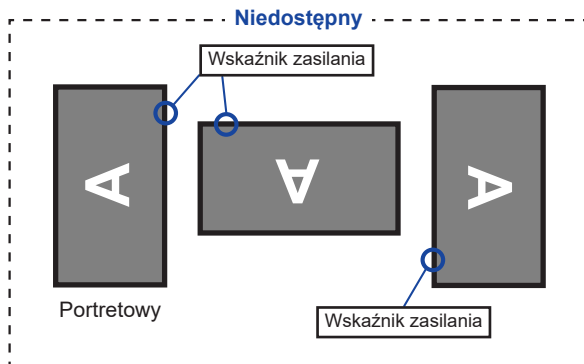 Niedostępny
Wskaźnik zasilania
A
A
A
Portretowy
Wskaźnik zasilania